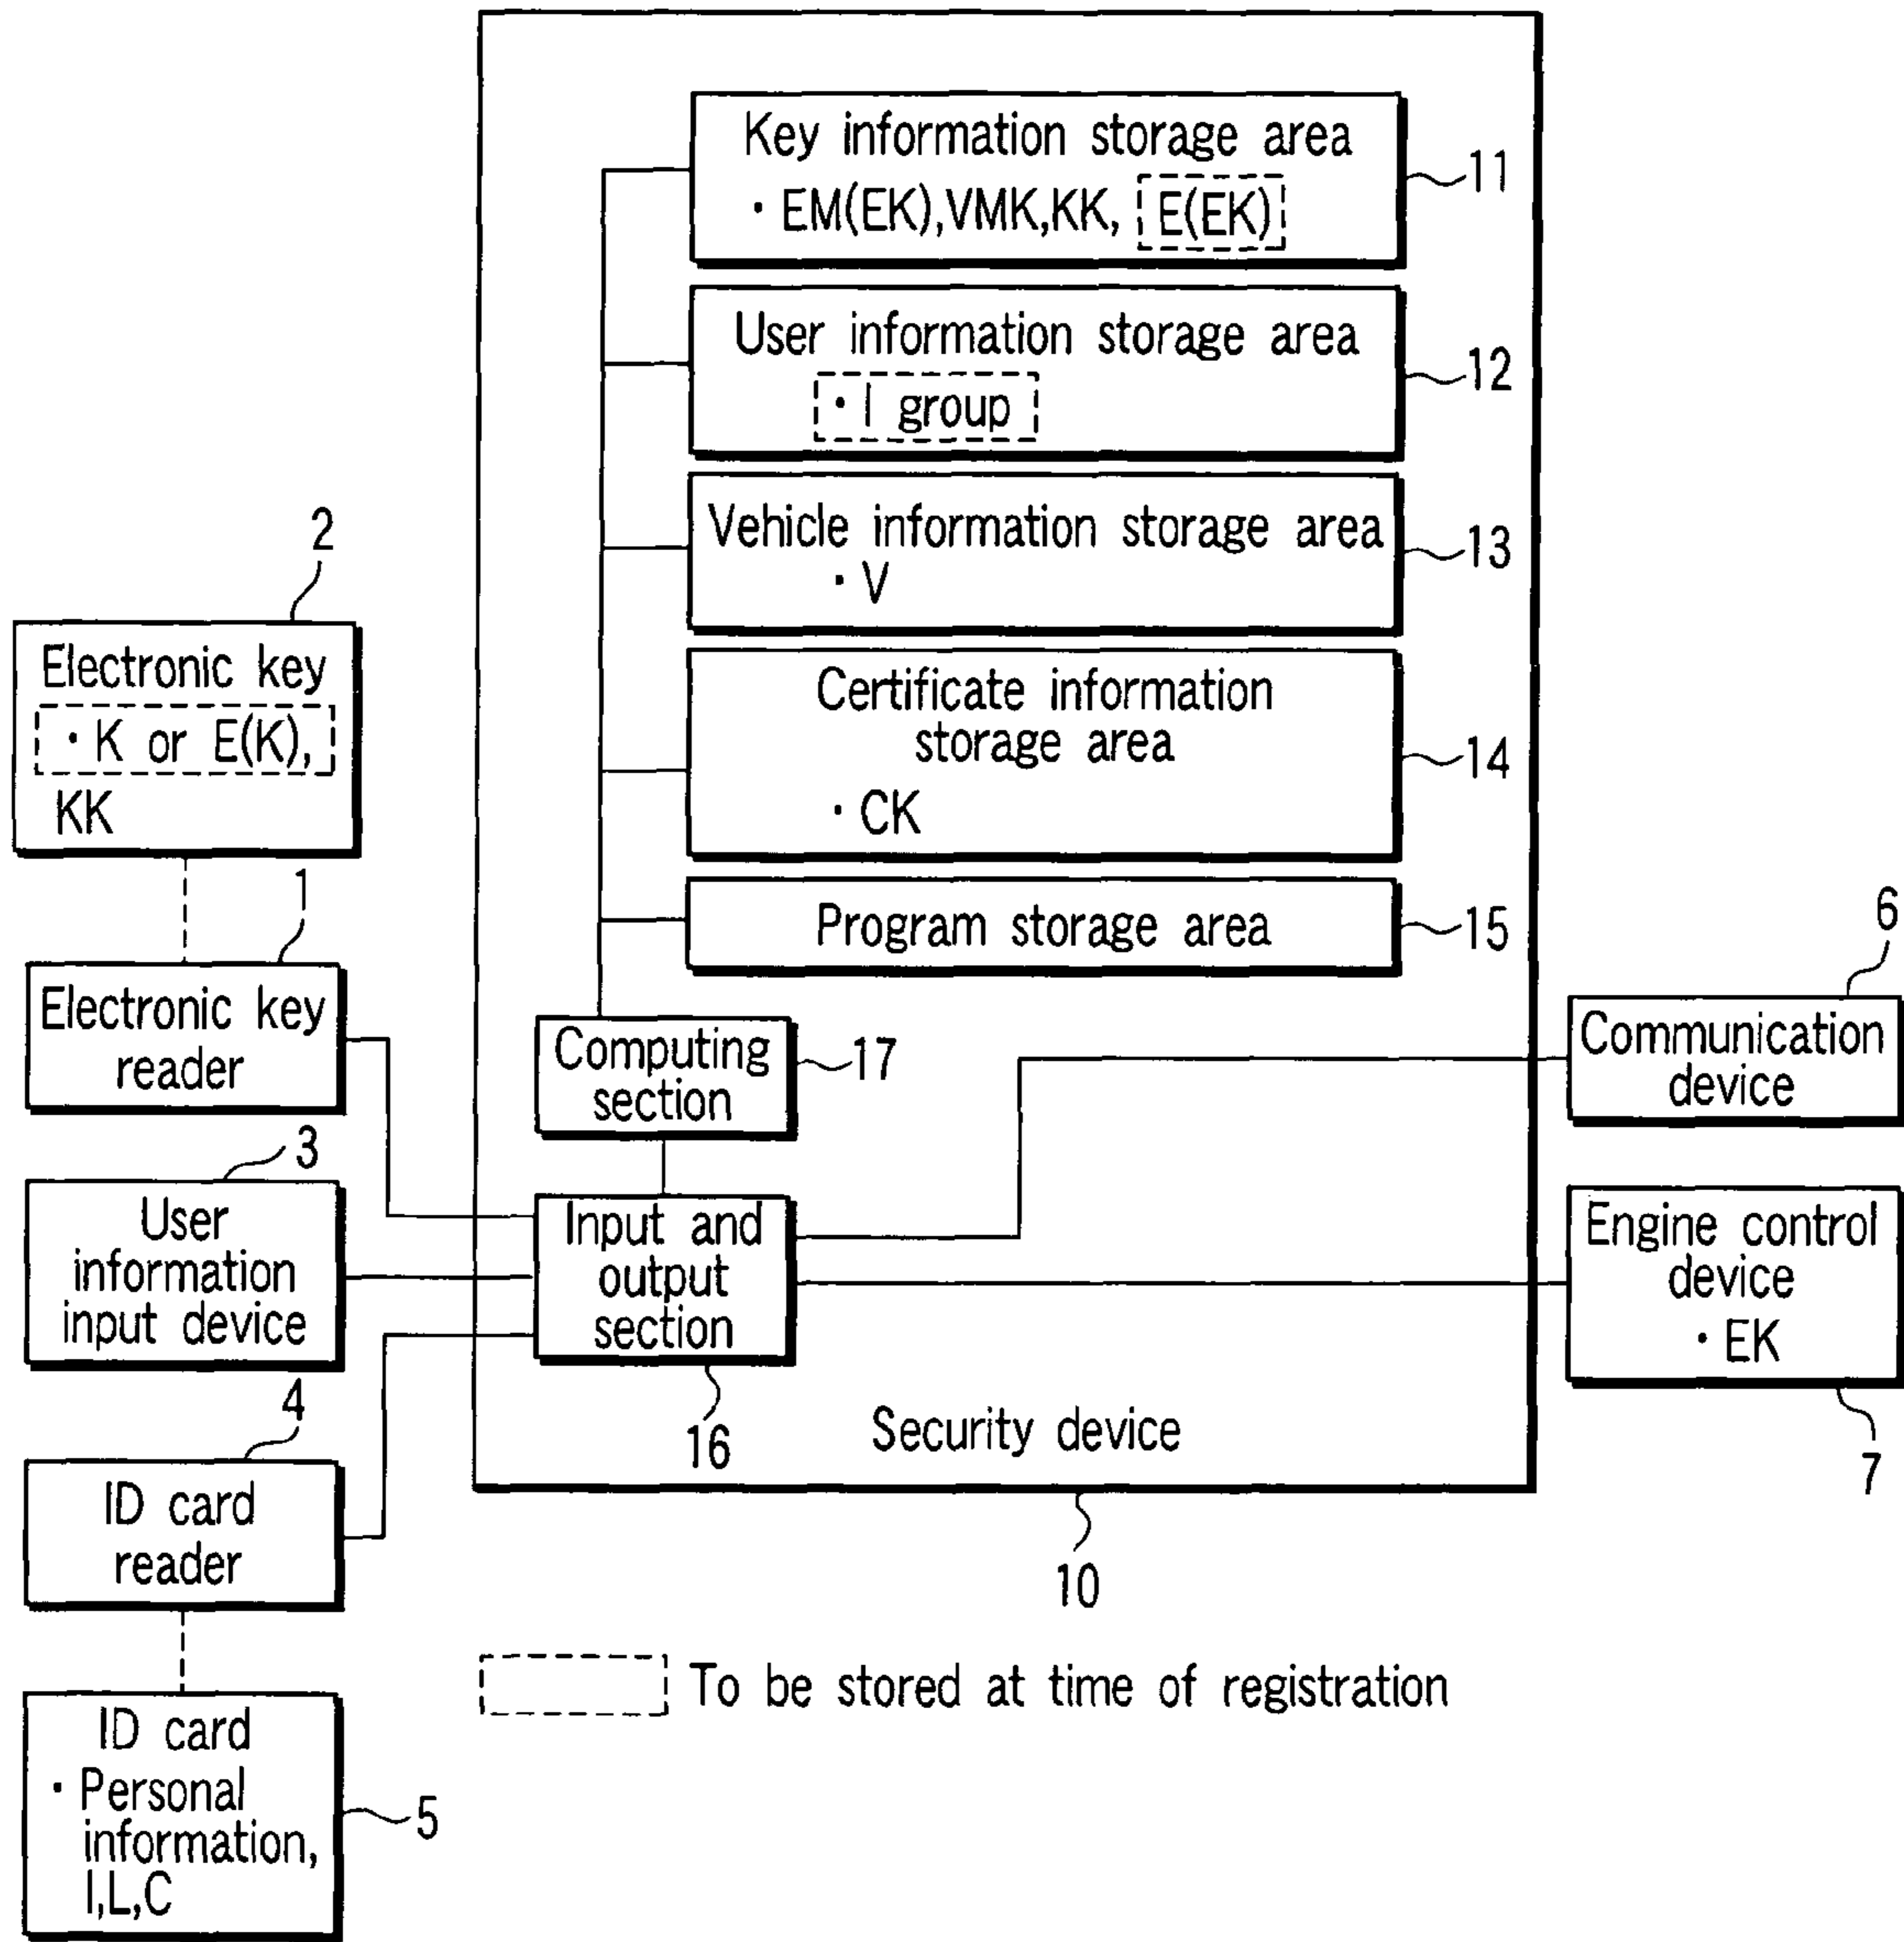 Key information storage area
· EM(EK),VMK,KK, E(EK)
11
User information storage area
· I group
12
Vehicle information storage area
· V
13
Certificate information
storage area
· CK
14
Program storage area
15
2
Electronic key
· K or E(K),
KK
1
Electronic key
reader
3
User
information
input device
4
ID card
reader
ID card
· Personal
information,
I,L,C
5
Computing
section
17
Input and
output
section
16
Security device
10
6
Communication
device
Engine control
device
· EK
7
To be stored at time of registration